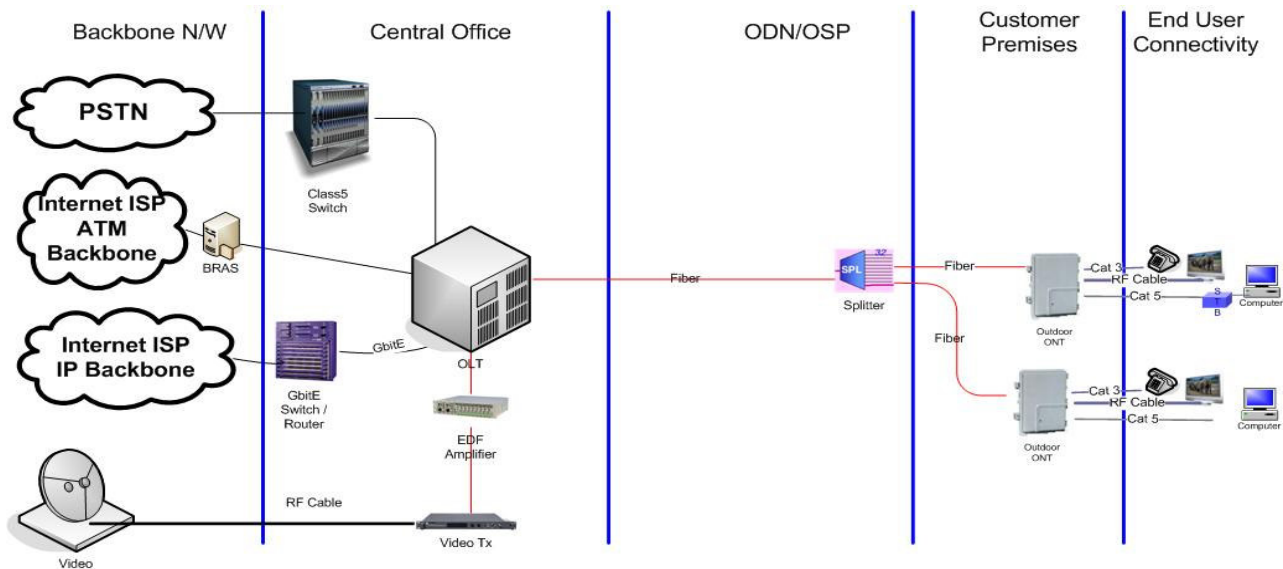 Backbone N/W
Central Office
ODN/OSP
Customer
Premises
End User
Connectivity
PSTN
Class5
Switch
Internet ISP
ATM
Backbone
BRAS
Internet ISP
IP Backbone
GbitE
Switch /
Router
GbitE
OLT
EDF
Amplifier
RF Cable
Video Tx
Video
Fiber
32
SPL
Splitter
Fiber
Fiber
Outdoor
ONT
Cat 3
RF Cable
Cat 5
S
T
B
Computer
Outdoor
ONT
Cat 3
RF Cable
Cat 5
Computer